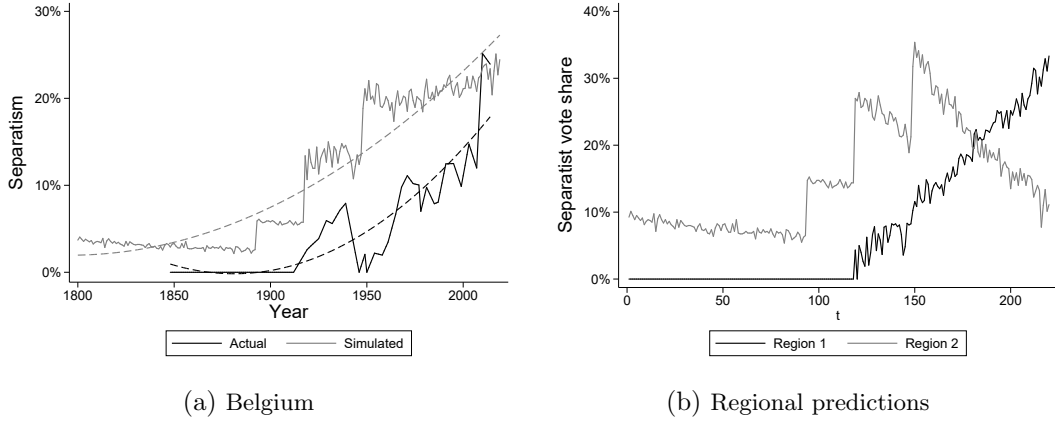 30%
20%
10%
0%
Separatism
1800
1850
1900
1950
2000
Year
Actual
Simulated
(a) Belgium
40%
30%
20%
10%
0%
Separatist vote share
0
50
100
150
200
t
Region 1
Region 2
(b) Regional predictions